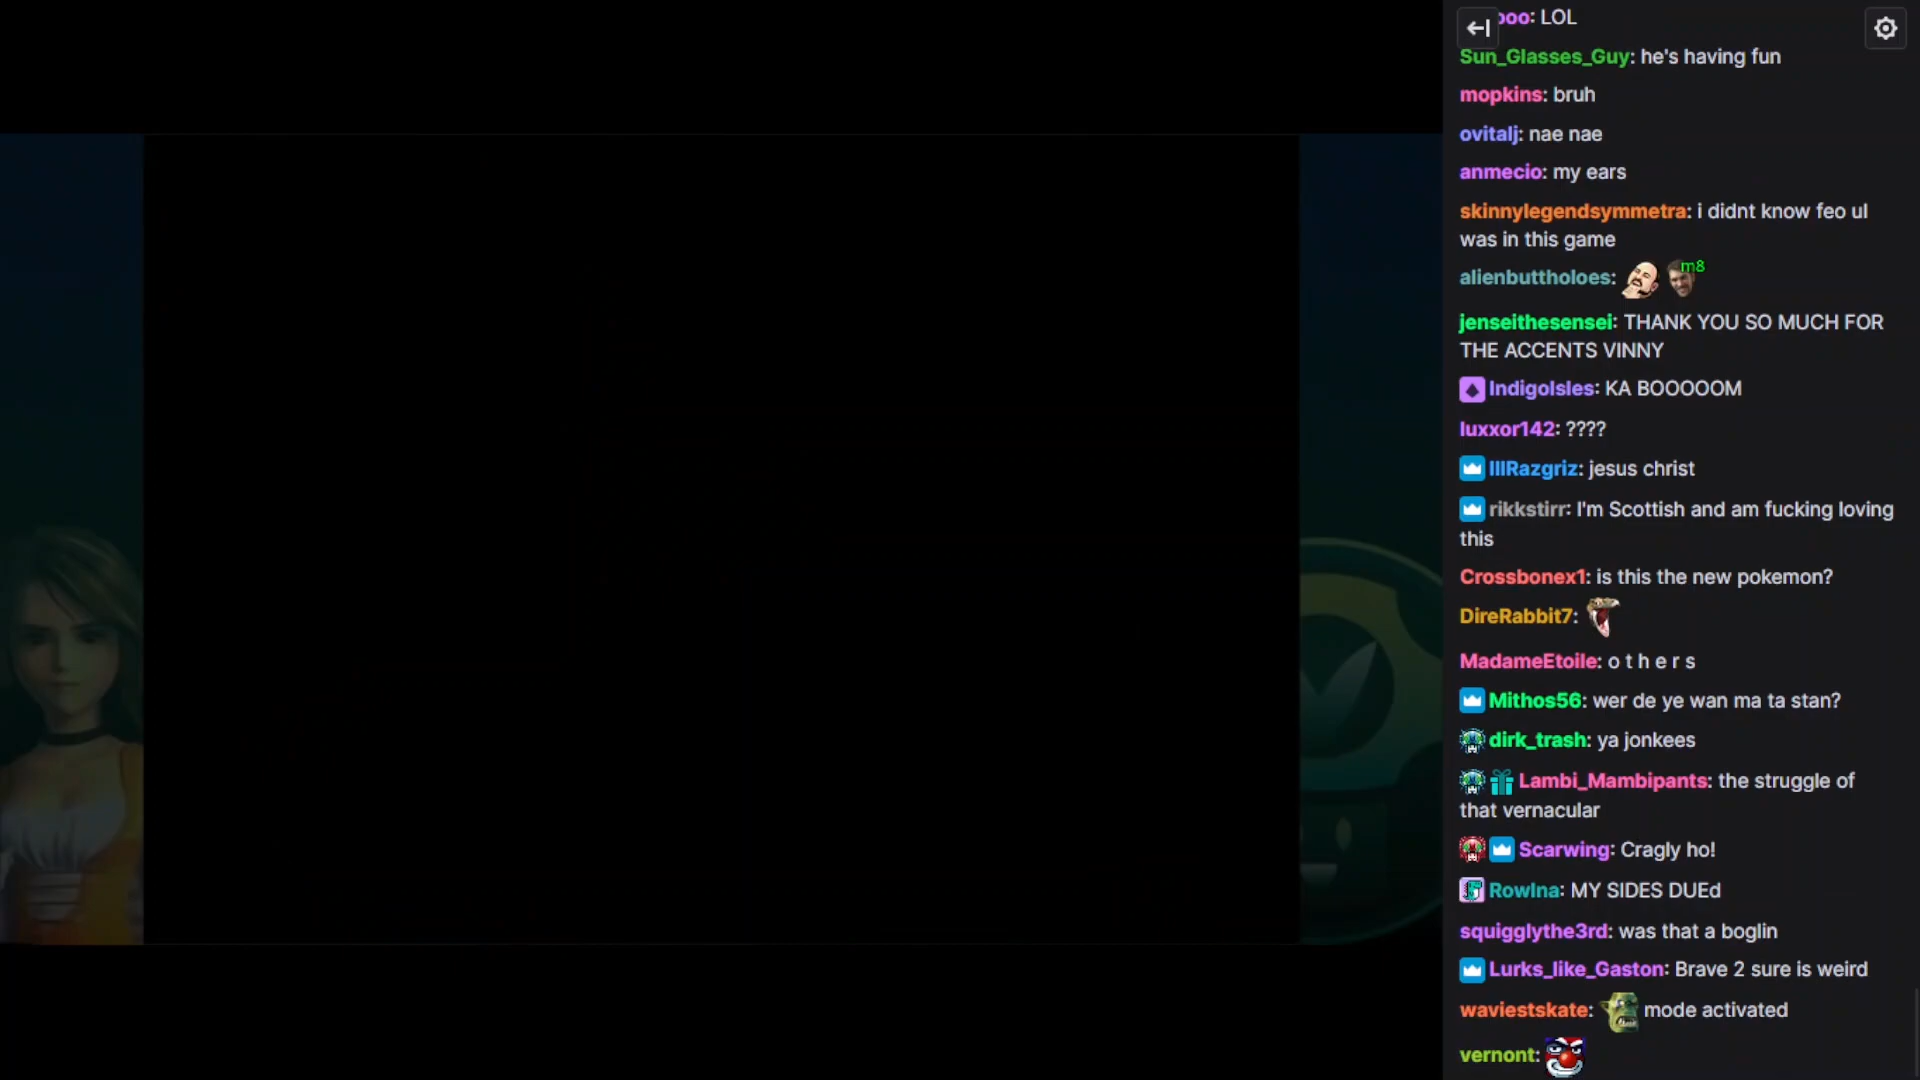 ooo: LOL
Sun_Glasses_Guy: he's having fun
mopkins: bruh
ovitalj: nae nae
anmecio: my ears
skinnylegendsymmetra: i didnt know feo ul
was in this game
alienbuttholoes:
m8
jenseithesensei: THANK YOU SO MUCH FOR
THE ACCENTS VINNY
IndigoIsles: KA BOOOOOM
luxxor142: ????
IllRazgriz: jesus christ
rikkstirr: I'm Scottish and am fucking loving
this
Crossbonex1: is this the new pokemon?
DireRabbit7:
MadameEtoile: o t h e r s
Mithos56: wer de ye wan ma ta stan?
dirk_trash: ya jonkees
Lambi_Mambipants: the struggle of
that vernacular
Scarwing: Cragly ho!
Rowlna: MY SIDES DUEd
squigglythe3rd: was that a boglin
Lurks_like_Gaston: Brave 2 sure is weird
waviestskate: mode activated
vernont: